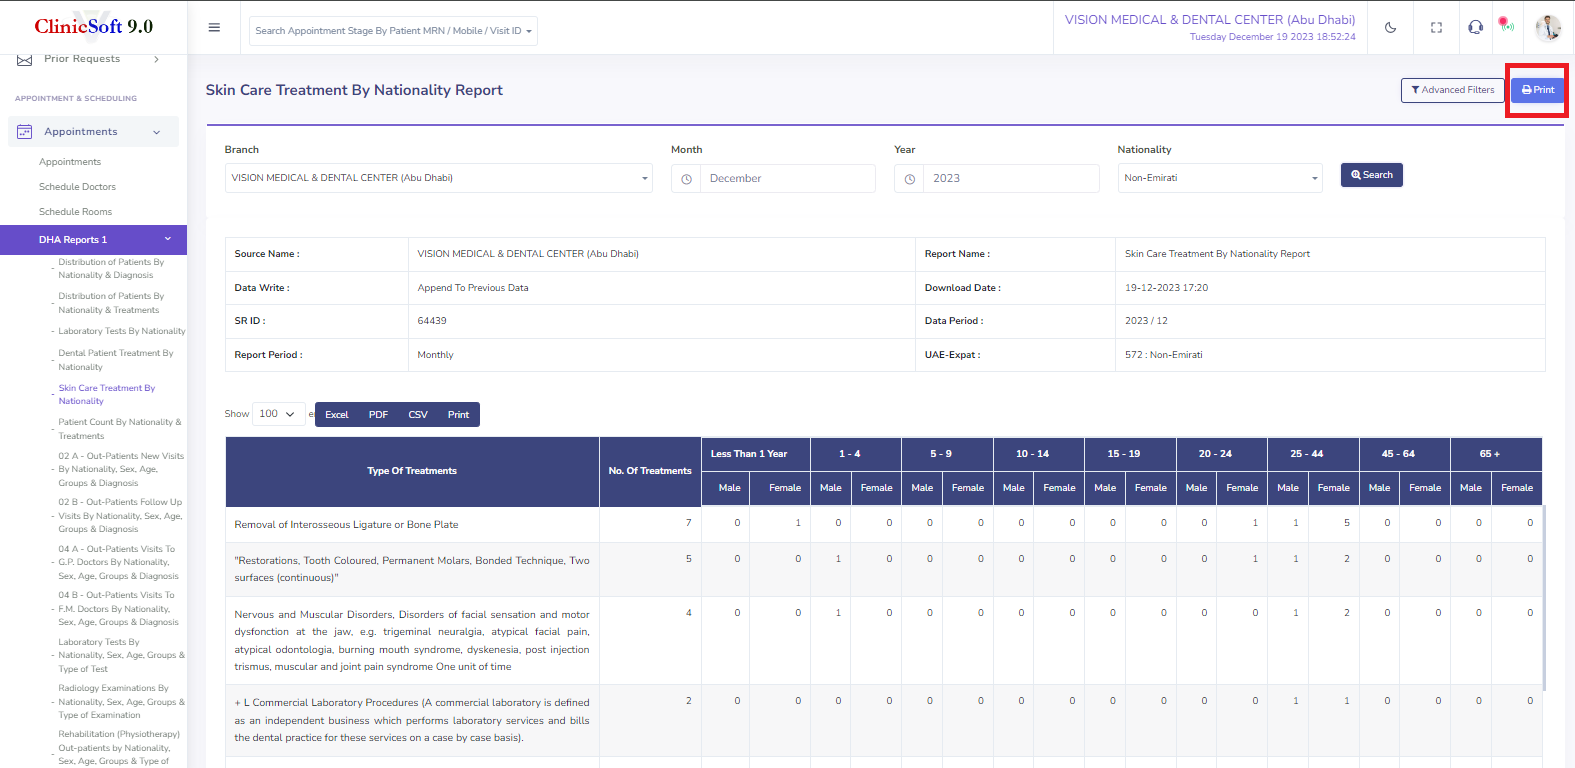 ClinicSoft 9.0
Search Appointment Stage By Patient MRN / Mobile / Visit ID
VISION MEDICAL & DENTAL CENTER (Abu Dhabi)
Tuesday December 19 2023 18:52:24
Prior Requests
APPOINTMENT & SCHEDULING
Appointments
Appointments
Schedule Doctors
Schedule Rooms
DHA Reports 1
- Distribution of Patients By
Nationality & Diagnosis
- Distribution of Patients By
Nationality & Treatments
- Laboratory Tests By Nationality
- Dental Patient Treatment By
Nationality
- Skin Care Treatment By
Nationality
- Patient Count By Nationality &
Treatments
- 02 A - Out-Patients New Visits
By Nationality, Sex, Age,
Groups & Diagnosis
- 02 B - Out-Patients Follow Up
Visits By Nationality, Sex, Age,
Groups & Diagnosis
- 04 A - Out-Patients Visits To
G.P. Doctors By Nationality,
Sex, Age, Groups & Diagnosis
- 04 B - Out-Patients Visits To
F.M. Doctors By Nationality,
Sex, Age, Groups & Diagnosis
- Laboratory Tests By
Nationality, Sex, Age, Groups &
Type of Test
- Radiology Examinations By
Nationality, Sex, Age, Groups &
Type of Examination
- Rehabilitation (Physiotherapy)
Out-patients by Nationality,
Sex, Age, Groups & Type of
Skin Care Treatment By Nationality Report
Advanced Filters
Print
Branch Month Year Nationality
VISION MEDICAL & DENTAL CENTER (Abu Dhabi) December 2023 Non-Emirati Search
Source Name : VISION MEDICAL & DENTAL CENTER (Abu Dhabi) Report Name : Skin Care Treatment By Nationality Report
Data Write : Append To Previous Data Download Date : 19-12-2023 17:20
SR ID : 64439 Data Period : 2023 / 12
Report Period : Monthly UAE-Expat : 572 : Non-Emirati
Show 100 e Excel PDF CSV Print
Type Of Treatments No. Of Treatments Less Than 1 Year 1 - 4 5 - 9 10 - 14 15 - 19 20 - 24 25 - 44 45 - 64 65 +
Male Female Male Female Male Female Male Female Male Female Male Female Male Female Male Female Male Female
Removal of Interosseous Ligature or Bone Plate 7 0 1 0 0 0 0 0 0 0 0 0 1 1 5 0 0 0 0
"Restorations, Tooth Coloured, Permanent Molars, Bonded Technique, Two 5 0 0 1 0 0 0 0 0 0 0 0 1 1 2 0 0 0 0
surfaces (continuous)"
Nervous and Muscular Disorders, Disorders of facial sensation and motor 4 0 0 1 0 0 0 0 0 0 0 0 0 1 2 0 0 0 0
dysfonction at the jaw, e.g. trigeminal neuralgia, atypical facial pain,
atypical odontologia, burning mouth syndrome, dyskenesia, post injection
trismus, muscular and joint pain syndrome One unit of time
+ L Commercial Laboratory Procedures (A commercial laboratory is defined 2 0 0 0 0 0 0 0 0 0 0 0 0 1 1 0 0 0 0
as an independent business which performs laboratory services and bills
the dental practice for these services on a case by case basis).